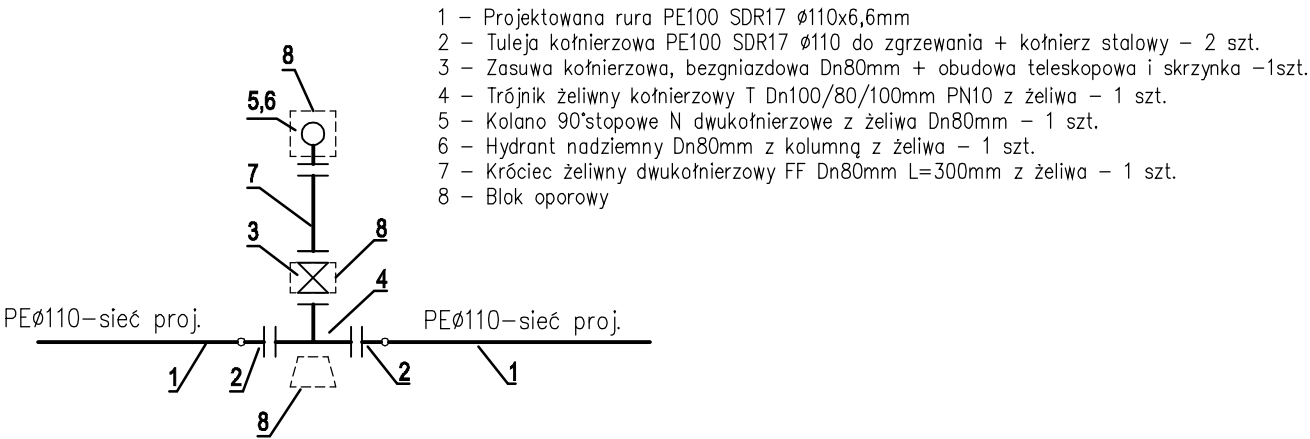 1 – Projektowana rura PE100 SDR17 ø110x6,6mm
2 – Tuleja kołnierzowa PE100 SDR17 ø110 do zgrzewania + kołnierz stalowy – 2 szt.
3 – Zasuwa kołnierzowa, bezgniazdowa Dn80mm + obudowa teleskopowa i skrzynka –1szt.
4 – Trójnik żeliwny kołnierzowy T Dn100/80/100mm PN10 z żeliwa – 1 szt.
5 – Kolano 90°stopowe N dwukołnierzowe z żeliwa Dn80mm – 1 szt.
6 – Hydrant nadziemny Dn80mm z kolumną z żeliwa – 1 szt.
7 – Króciec żeliwny dwukołnierzowy FF Dn80mm L=300mm z żeliwa – 1 szt.
8 – Blok oporowy
8
5,6
7
3
8
4
PEø110–sieć proj.
PEø110–sieć proj.
1
2
2
1
8